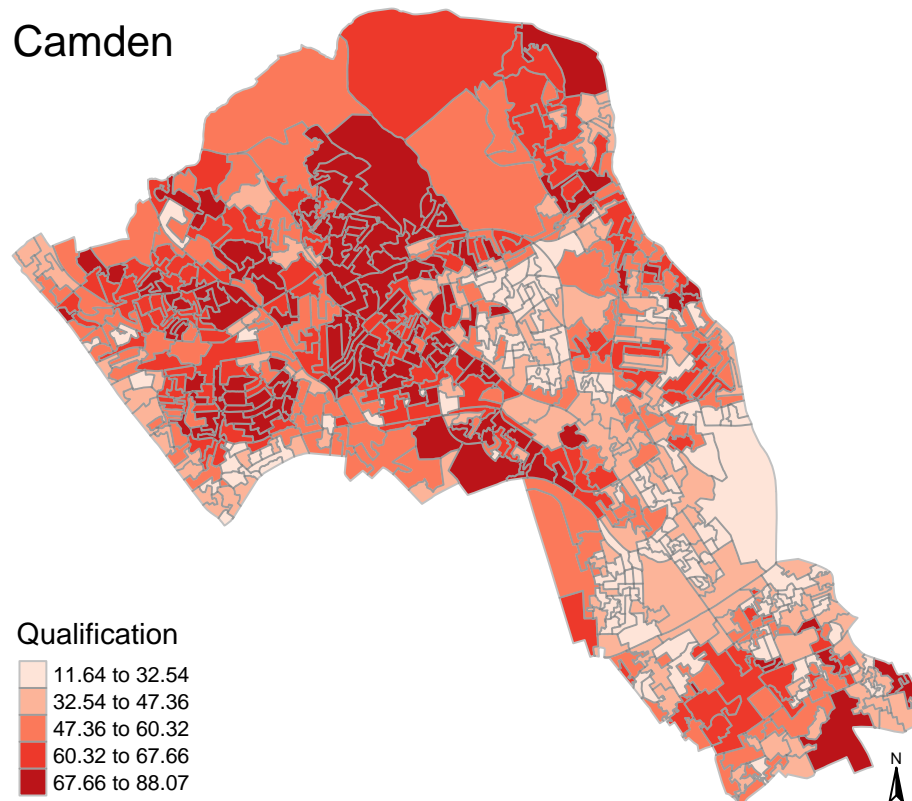 Camden
Qualification
11.64 to 32.54
32.54 to 47.36
47.36 to 60.32
60.32 to 67.66
67.66 to 88.07
N